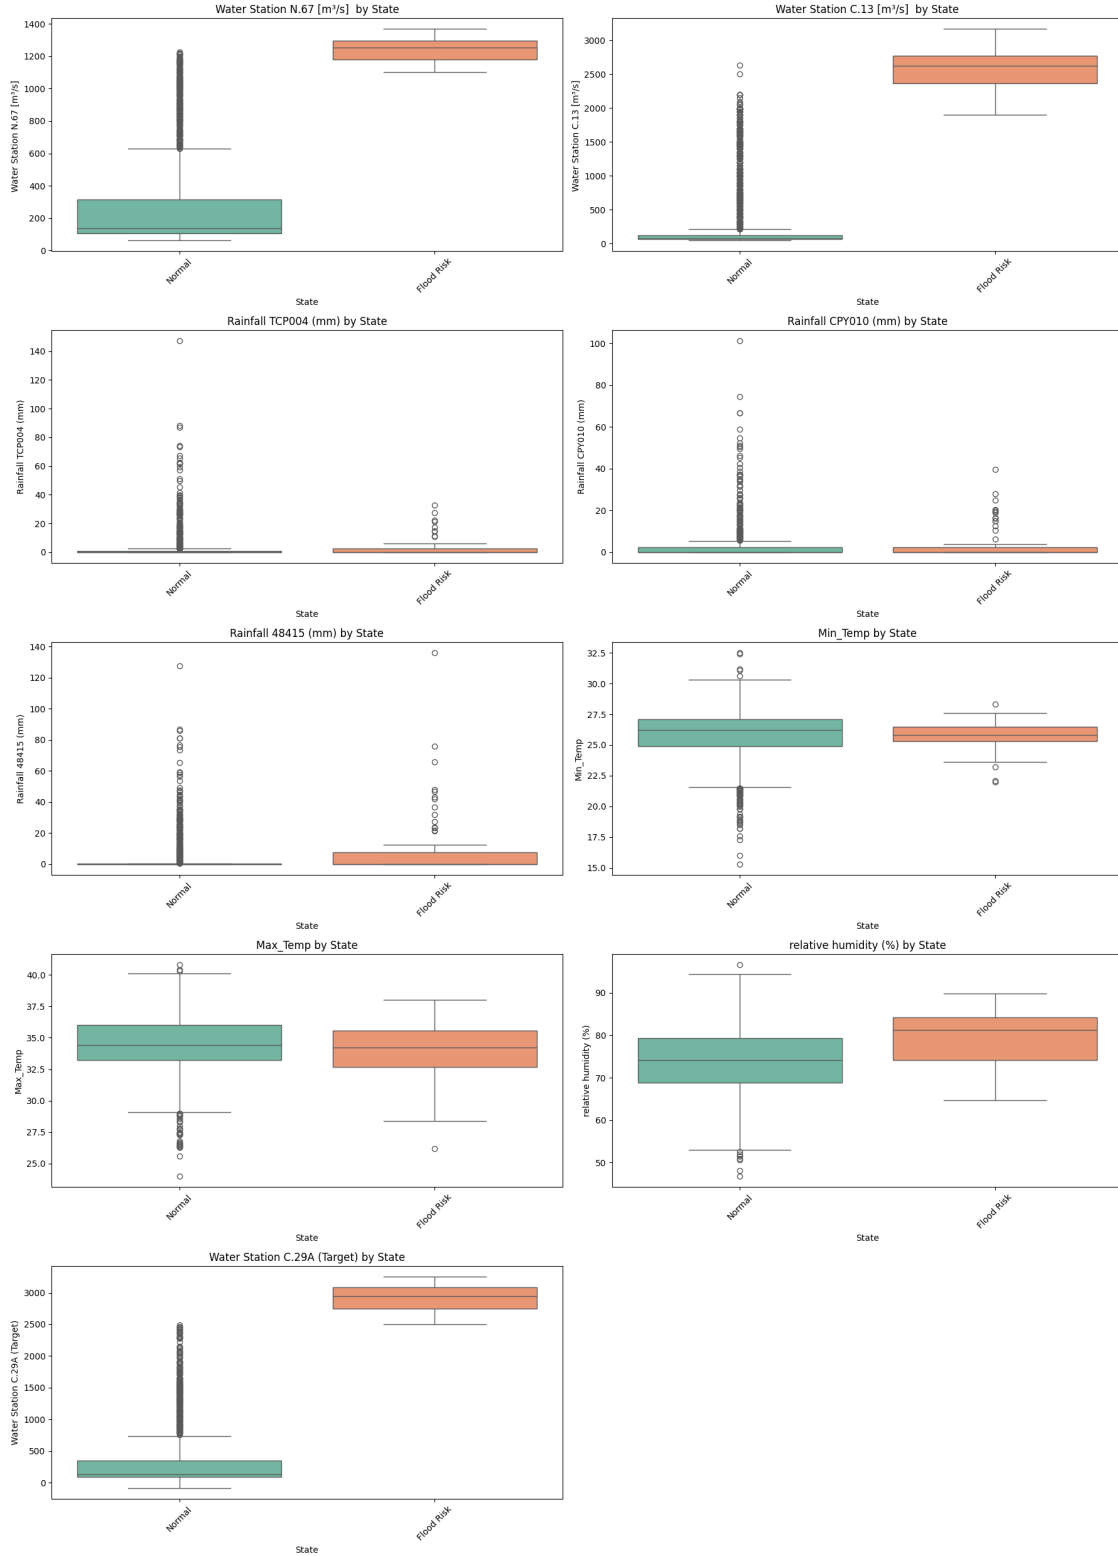 Water Station N.67 [m³/s]  by State
Water Station N.67 [m³/s]
1400
1200
1000
800
600
400
200
0
Normal
Flood Risk
State
Water Station C.13 [m³/s]  by State
Water Station C.13 [m³/s]
3000
2500
2000
1500
1000
500
0
Normal
Flood Risk
State
Rainfall TCP004 (mm) by State
Rainfall TCP004 (mm)
140
120
100
80
60
40
20
0
Normal
Flood Risk
State
Rainfall CPY010 (mm) by State
Rainfall CPY010 (mm)
100
80
60
40
20
0
Normal
Flood Risk
State
Rainfall 48415 (mm) by State
Rainfall 48415 (mm)
140
120
100
80
60
40
20
0
Normal
Flood Risk
State
Min_Temp by State
Min_Temp
32.5
30.0
27.5
25.0
22.5
20.0
17.5
15.0
Normal
Flood Risk
State
Max_Temp by State
Max_Temp
40.0
37.5
35.0
32.5
30.0
27.5
25.0
Normal
Flood Risk
State
relative humidity (%) by State
relative humidity (%)
90
80
70
60
50
Normal
Flood Risk
State
Water Station C.29A (Target) by State
Water Station C.29A (Target)
3000
2500
2000
1500
1000
500
0
Normal
Flood Risk
State